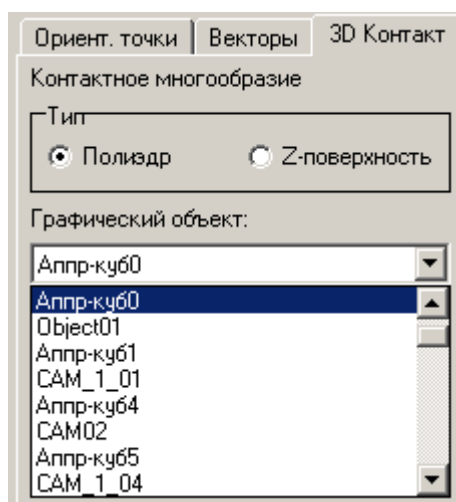 Ориент. точки Векторы 3D Контакт
Контактное многообразие
Тип
Полиэдр Z-поверхность
Графический объект:
Аппр-куб0
Аппр-куб0
Object01
Аппр-куб1
CAM_1_01
Аппр-куб4
CAM02
Аппр-куб5
CAM_1_04